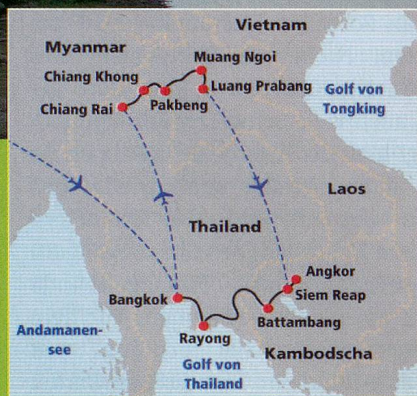 Vietnam
Myanmar
Muang Ngoi
Chiang Khong
Luang Prabang
Golf von
Tongking
Chiang Rai
Pakbeng
Laos
Thailand
Angkor
Siem Reap
Bangkok
Battambang
Andamanen-
see
Rayong
Kambodscha
Golf von
Thailand